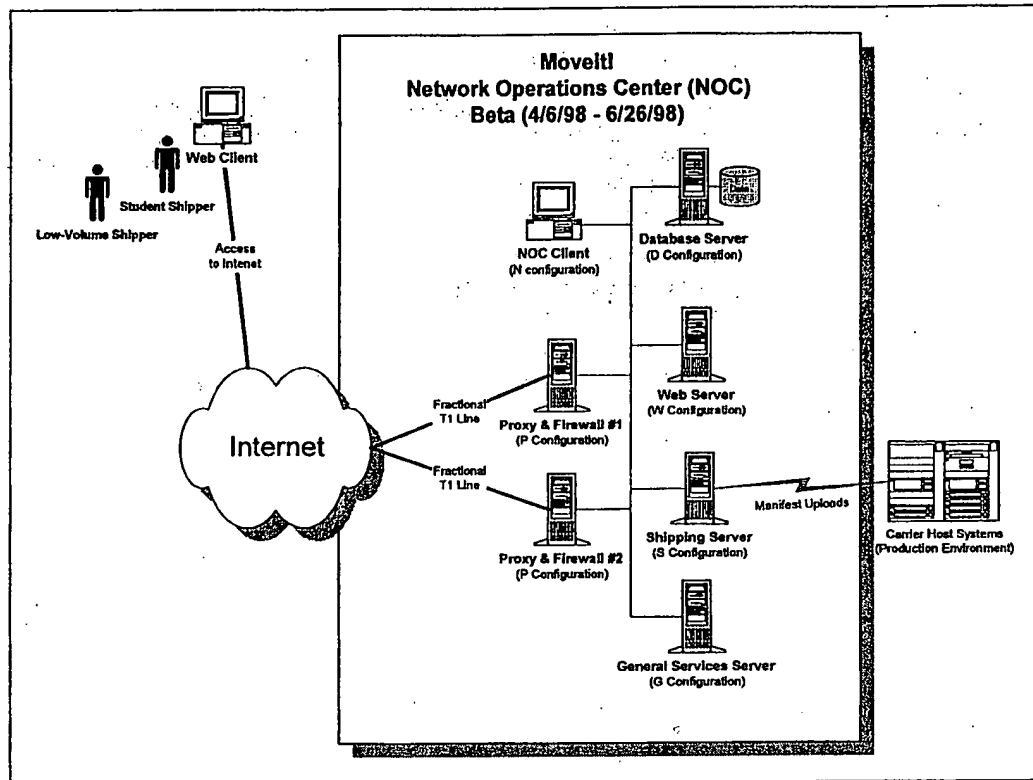 MoveIt!
Network Operations Center (NOC)
Beta (4/6/98 - 6/26/98)
Web Client
Student Shipper
Low-Volume Shipper
Access
to Intenet
Internet
Fractional
T1 Line
Fractional
T1 Line
NOC Client
(N configuration)
Database Server
(D Configuration)
Proxy & Firewall #1
(P Configuration)
Web Server
(W Configuration)
Proxy & Firewall #2
(P Configuration)
Shipping Server
(S Configuration)
Manifest Uploads
Carrier Host Systems
(Production Environment)
General Services Server
(G Configuration)